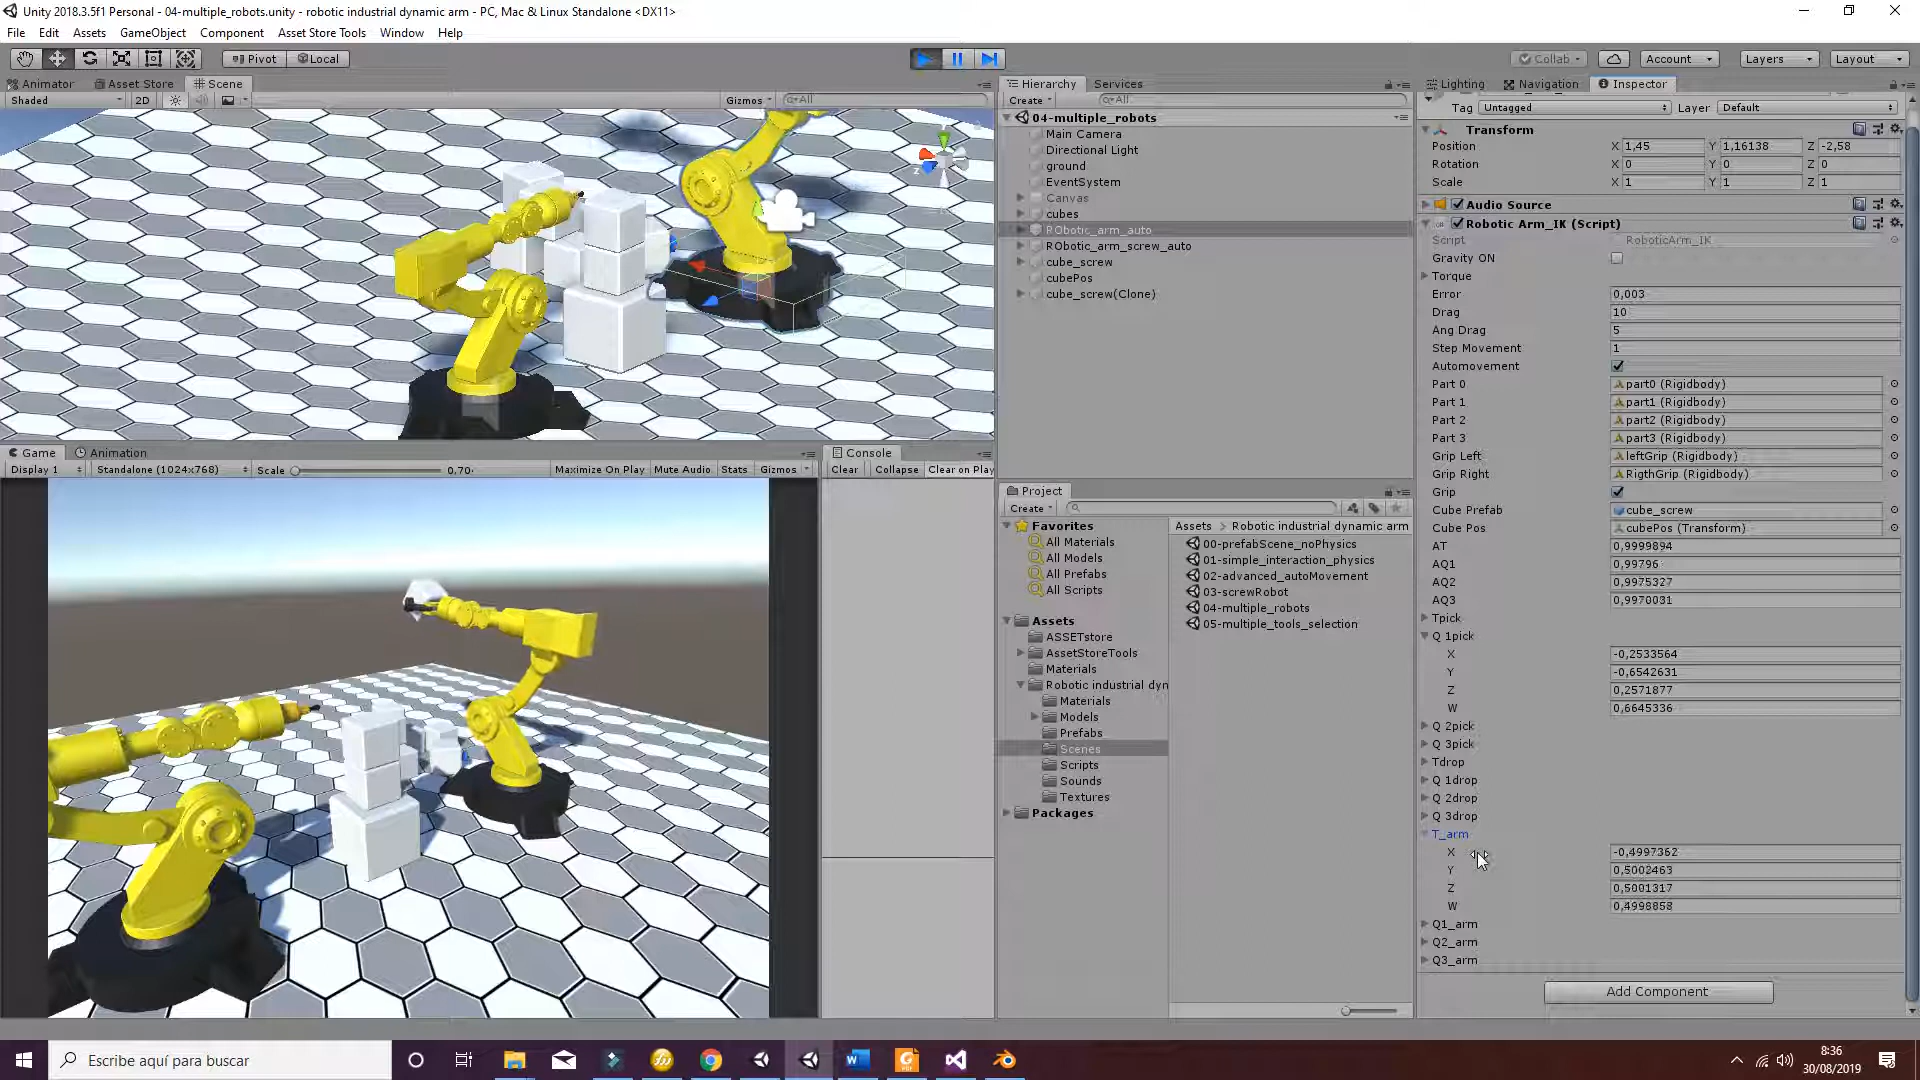 Unity 2018.3.5f1 Personal - 04-multiple_robots.unity - robotic industrial dynamic arm - PC, Mac & Linux Standalone <DX11>
File Edit Assets GameObject Component Asset Store Tools Window Help
Pivot Local Collab Account Layers Layout
Animator Asset Store Scene
Shaded 2D Gizmos All
Hierarchy Services
Create All
04-multiple_robots
Main Camera
Directional Light
ground
EventSystem
Canvas
cubes
RObotic_arm_auto
RObotic_arm_screw_auto
cube_screw
cubePos
cube_screw(Clone)
Game Animation
Display 1 Standalone (1024x768) Scale 0.70 Maximize On Play Mute Audio Stats Gizmos
Console
Clear Collapse Clear on Play
Project
Create
Favorites
All Materials
All Models
All Prefabs
All Scripts
Assets
ASSETstore
AssetStoreTools
Materials
Robotic industrial dyn
Materials
Models
Prefabs
Scenes
Scripts
Sounds
Textures
Packages
Assets > Robotic industrial dynamic arm
00-prefabScene_noPhysics
01-simple_interaction_physics
02-advanced_autoMovement
03-screwRobot
04-multiple_robots
05-multiple_tools_selection
Lighting Navigation Inspector
Tag Untagged Layer Default
Transform
Position X 1,45 Y 1,16138 Z -2,58
Rotation X 0 Y 0 Z 0
Scale X 1 Y 1 Z 1
Audio Source
Robotic Arm_IK (Script)
Script RoboticArm_IK
Gravity ON
Torque
Error 0,003
Drag 10
Ang Drag 5
Step Movement 1
Automovement
Part 0 part0 (Rigidbody)
Part 1 part1 (Rigidbody)
Part 2 part2 (Rigidbody)
Part 3 part3 (Rigidbody)
Grip Left leftGrip (Rigidbody)
Grip Right RigthGrip (Rigidbody)
Grip
Cube Prefab cube_screw
Cube Pos cubePos (Transform)
AT 0,9999894
AQ1 0,99796
AQ2 0,9975327
AQ3 0,9970031
Tpick
Q 1pick
X -0,2533564
Y -0,6542631
Z 0,2571877
W 0,6645336
Q 2pick
Q 3pick
Tdrop
Q 1drop
Q 2drop
Q 3drop
T_arm
X -0,4997362
Y 0,5002463
Z 0,5001317
W 0,4998858
Q1_arm
Q2_arm
Q3_arm
Add Component
Escribe aquí para buscar
8:36
30/08/2019